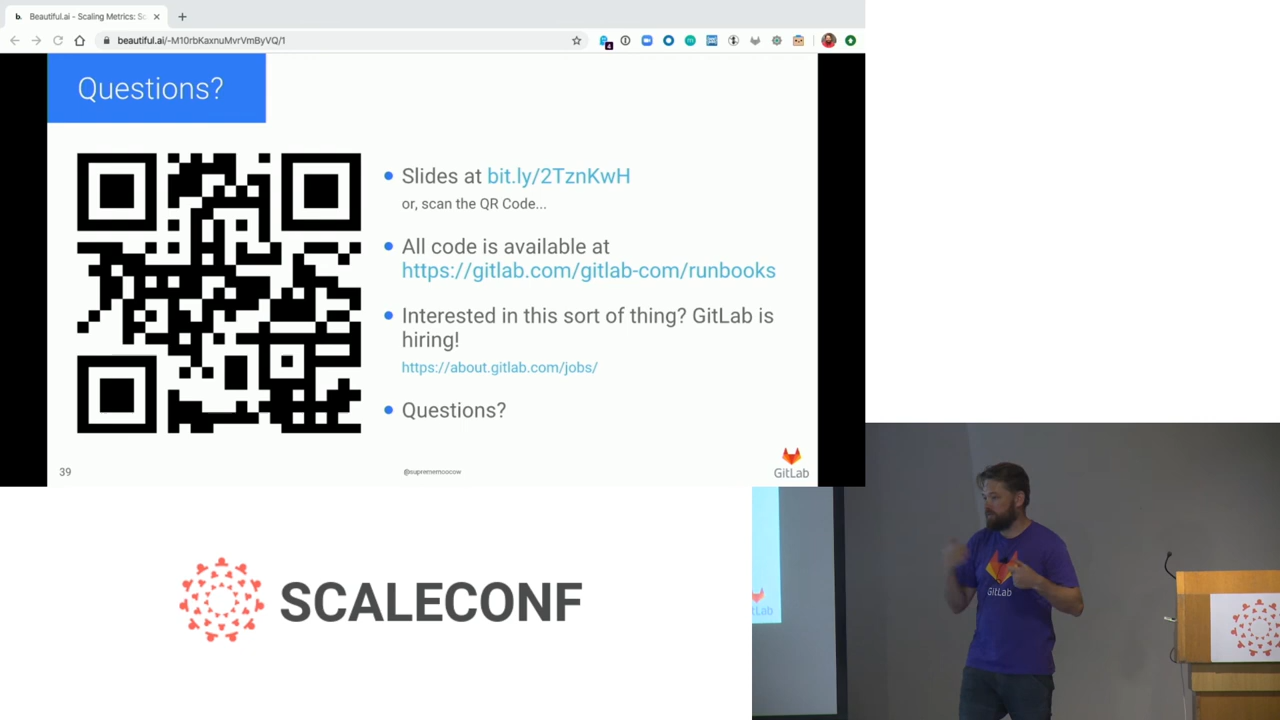 b. Beautiful.ai - Scaling Metrics: Sc
beautiful.ai/-M10rbKaxnuMvrVmByVQ/1
Questions?
Slides at bit.ly/2TznKwH
or, scan the QR Code...
All code is available at
https://gitlab.com/gitlab-com/runbooks
Interested in this sort of thing? GitLab is
hiring!
https://about.gitlab.com/jobs/
Questions?
39
@suprememoocow
GitLab
SCALECONF
GitLab
tLab